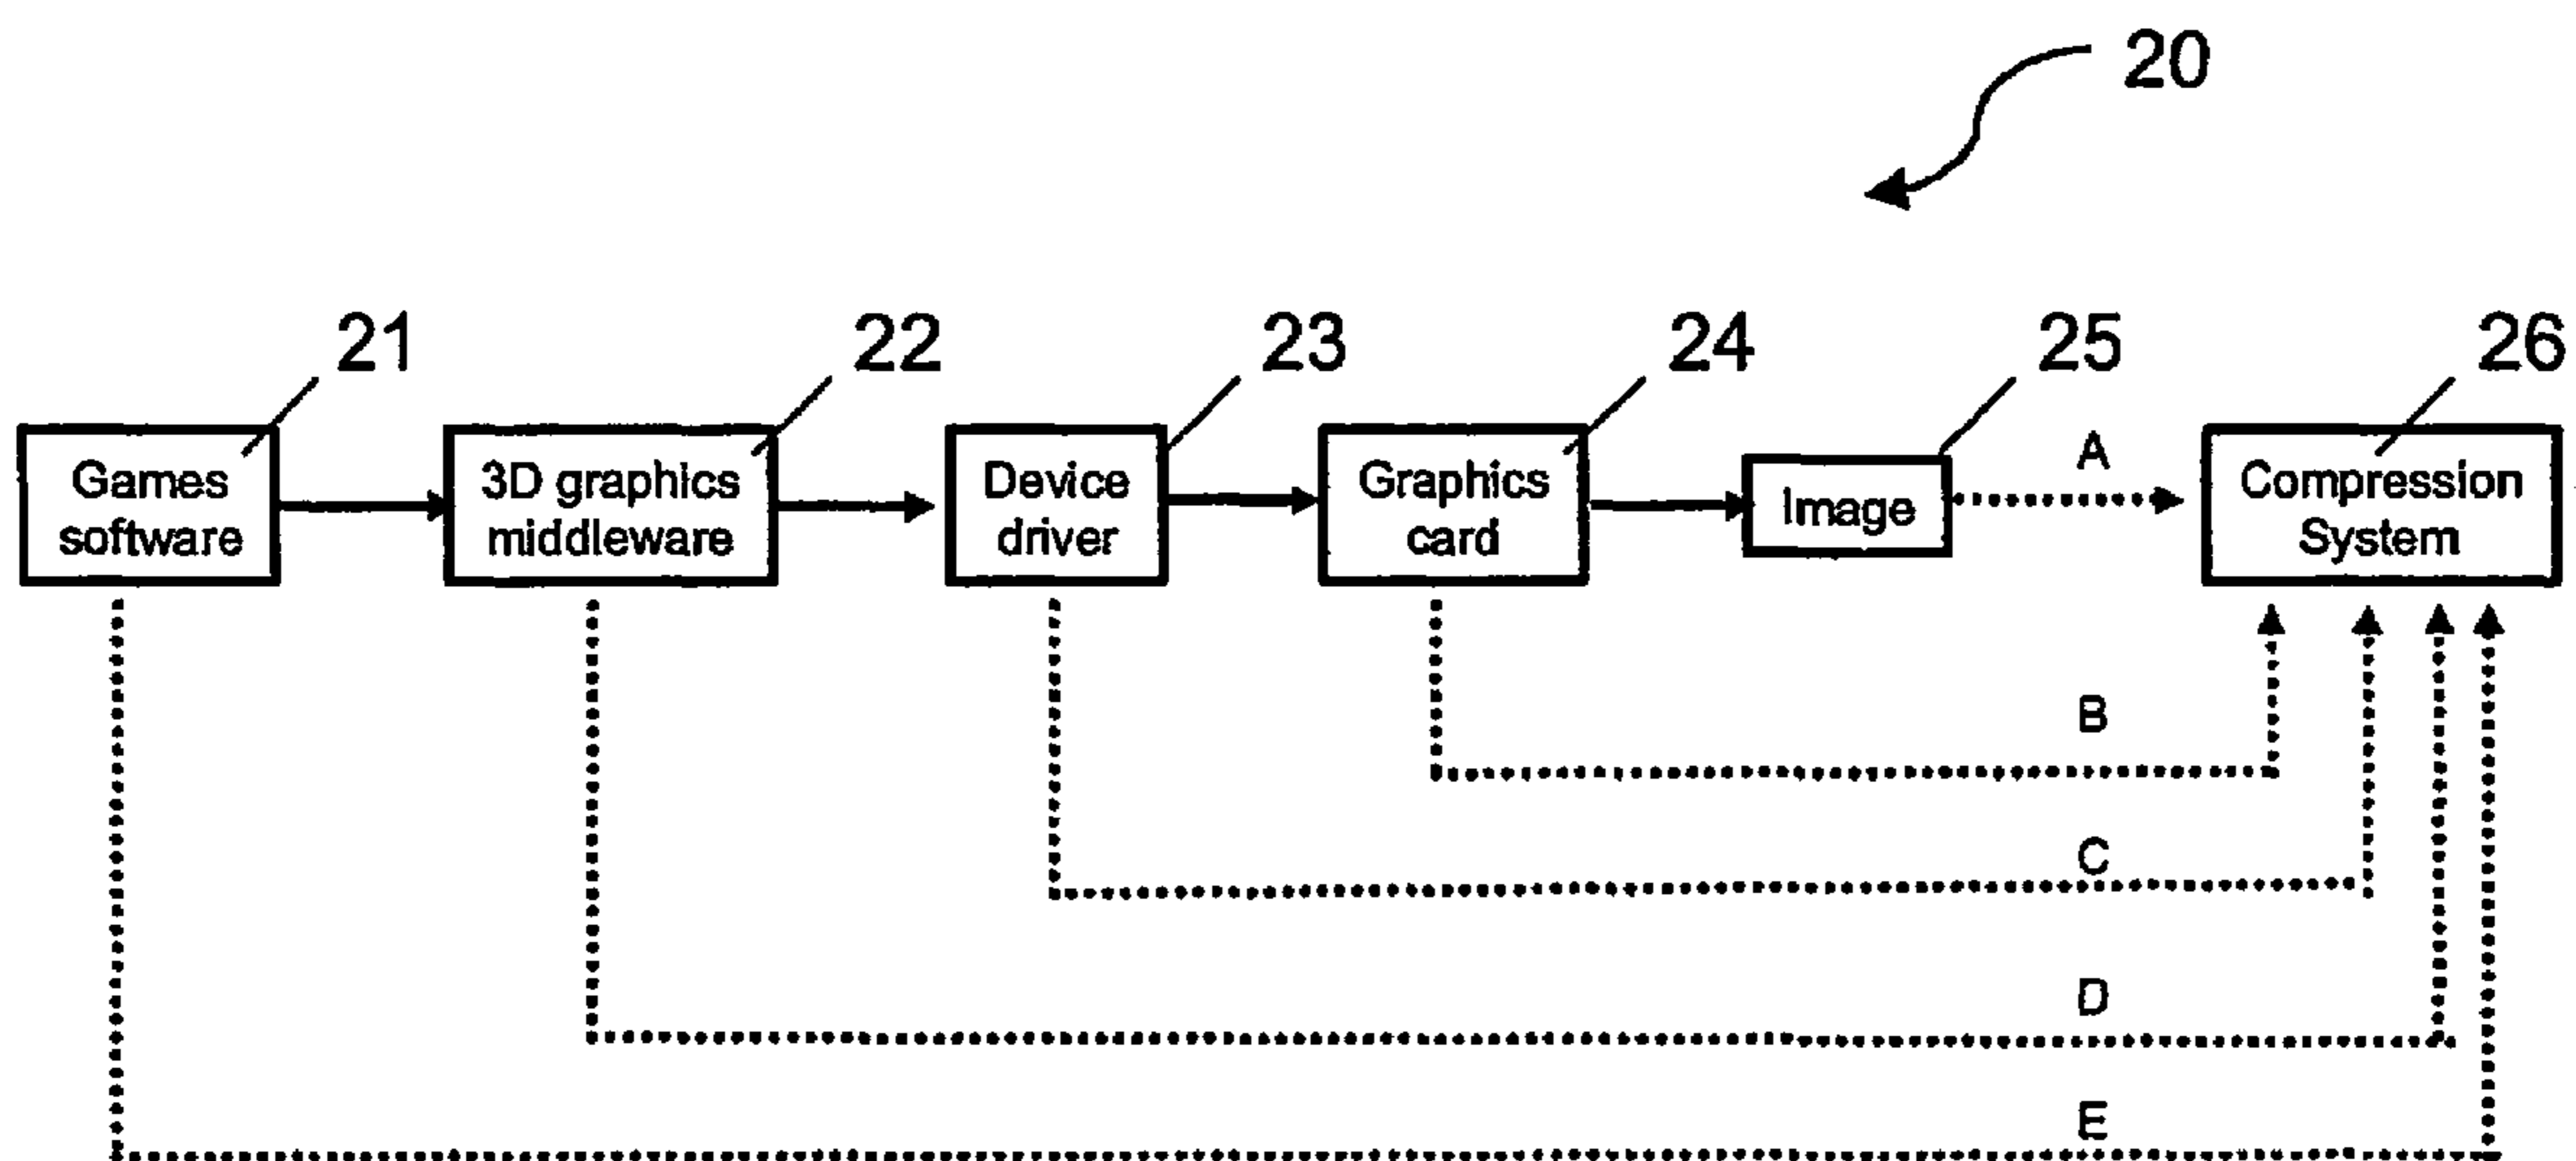 20
21
22
23
24
25
26
Games
software
3D graphics
middleware
Device
driver
Graphics
card
Image
A
Compression
System
B
C
D
E